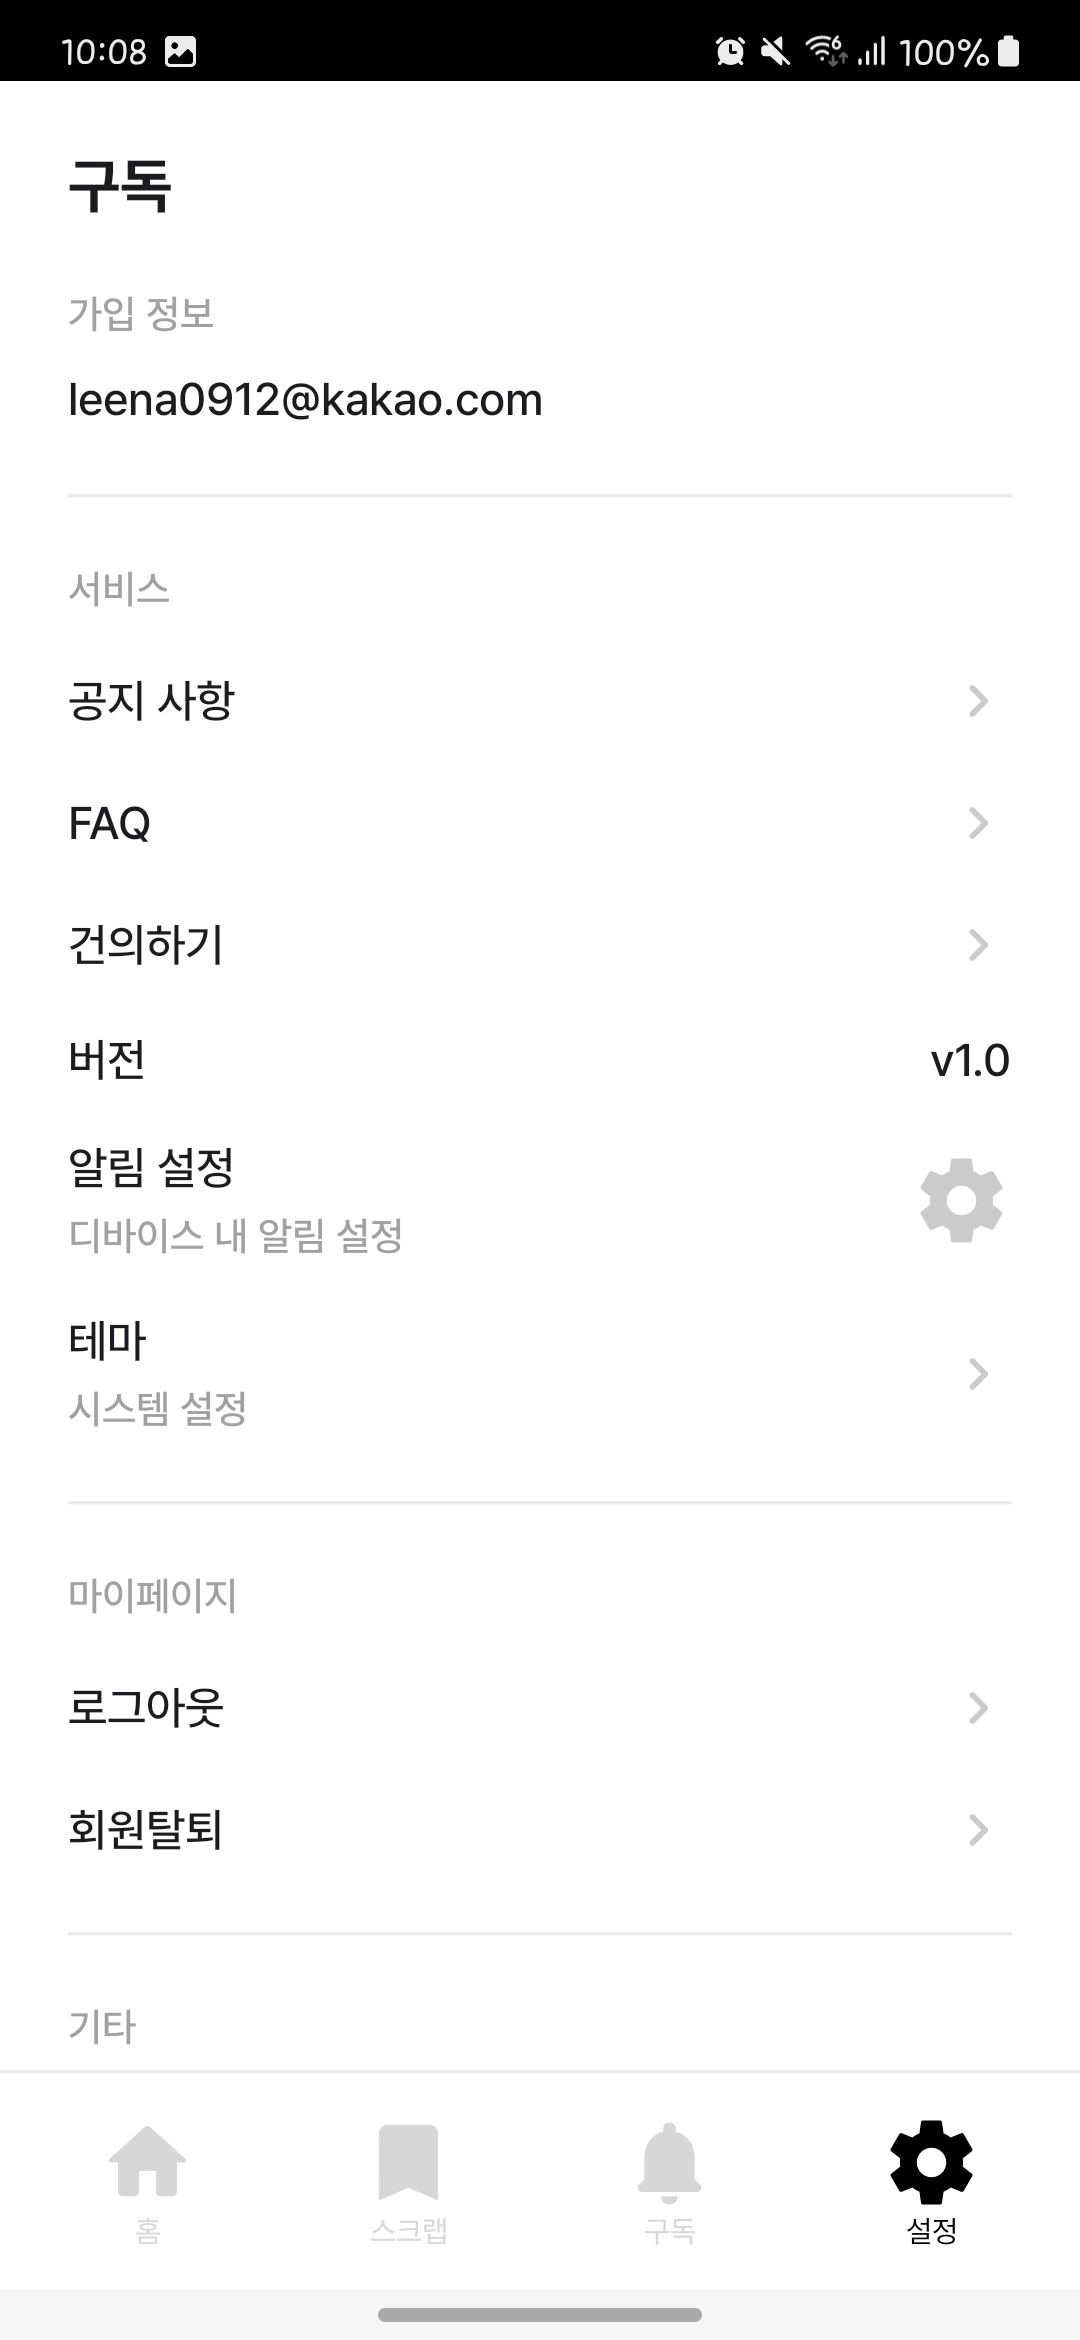 10:08 100%
구독
가입 정보
leena0912@kakao.com
서비스
공지 사항
FAQ
건의하기
버전 v1.0
알림 설정
디바이스 내 알림 설정
테마
시스템 설정
마이페이지
로그아웃
회원탈퇴
기타
홈 스크랩 구독 설정